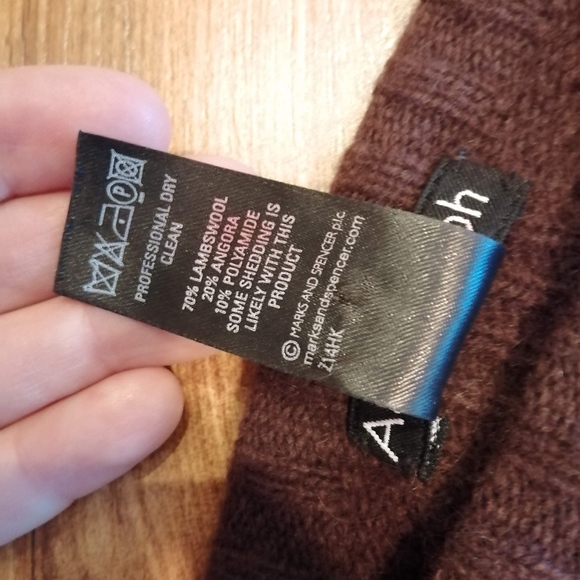 P
PROFESSIONAL DRY
CLEAN
70% LAMBSWOOL
20% ANGORA
10% POLYAMIDE
SOME SHEDDING IS
LIKELY WITH THIS
PRODUCT
© MARKS AND SPENCER p.l.c.
marksandspencer.com
Z14HK
A
ph